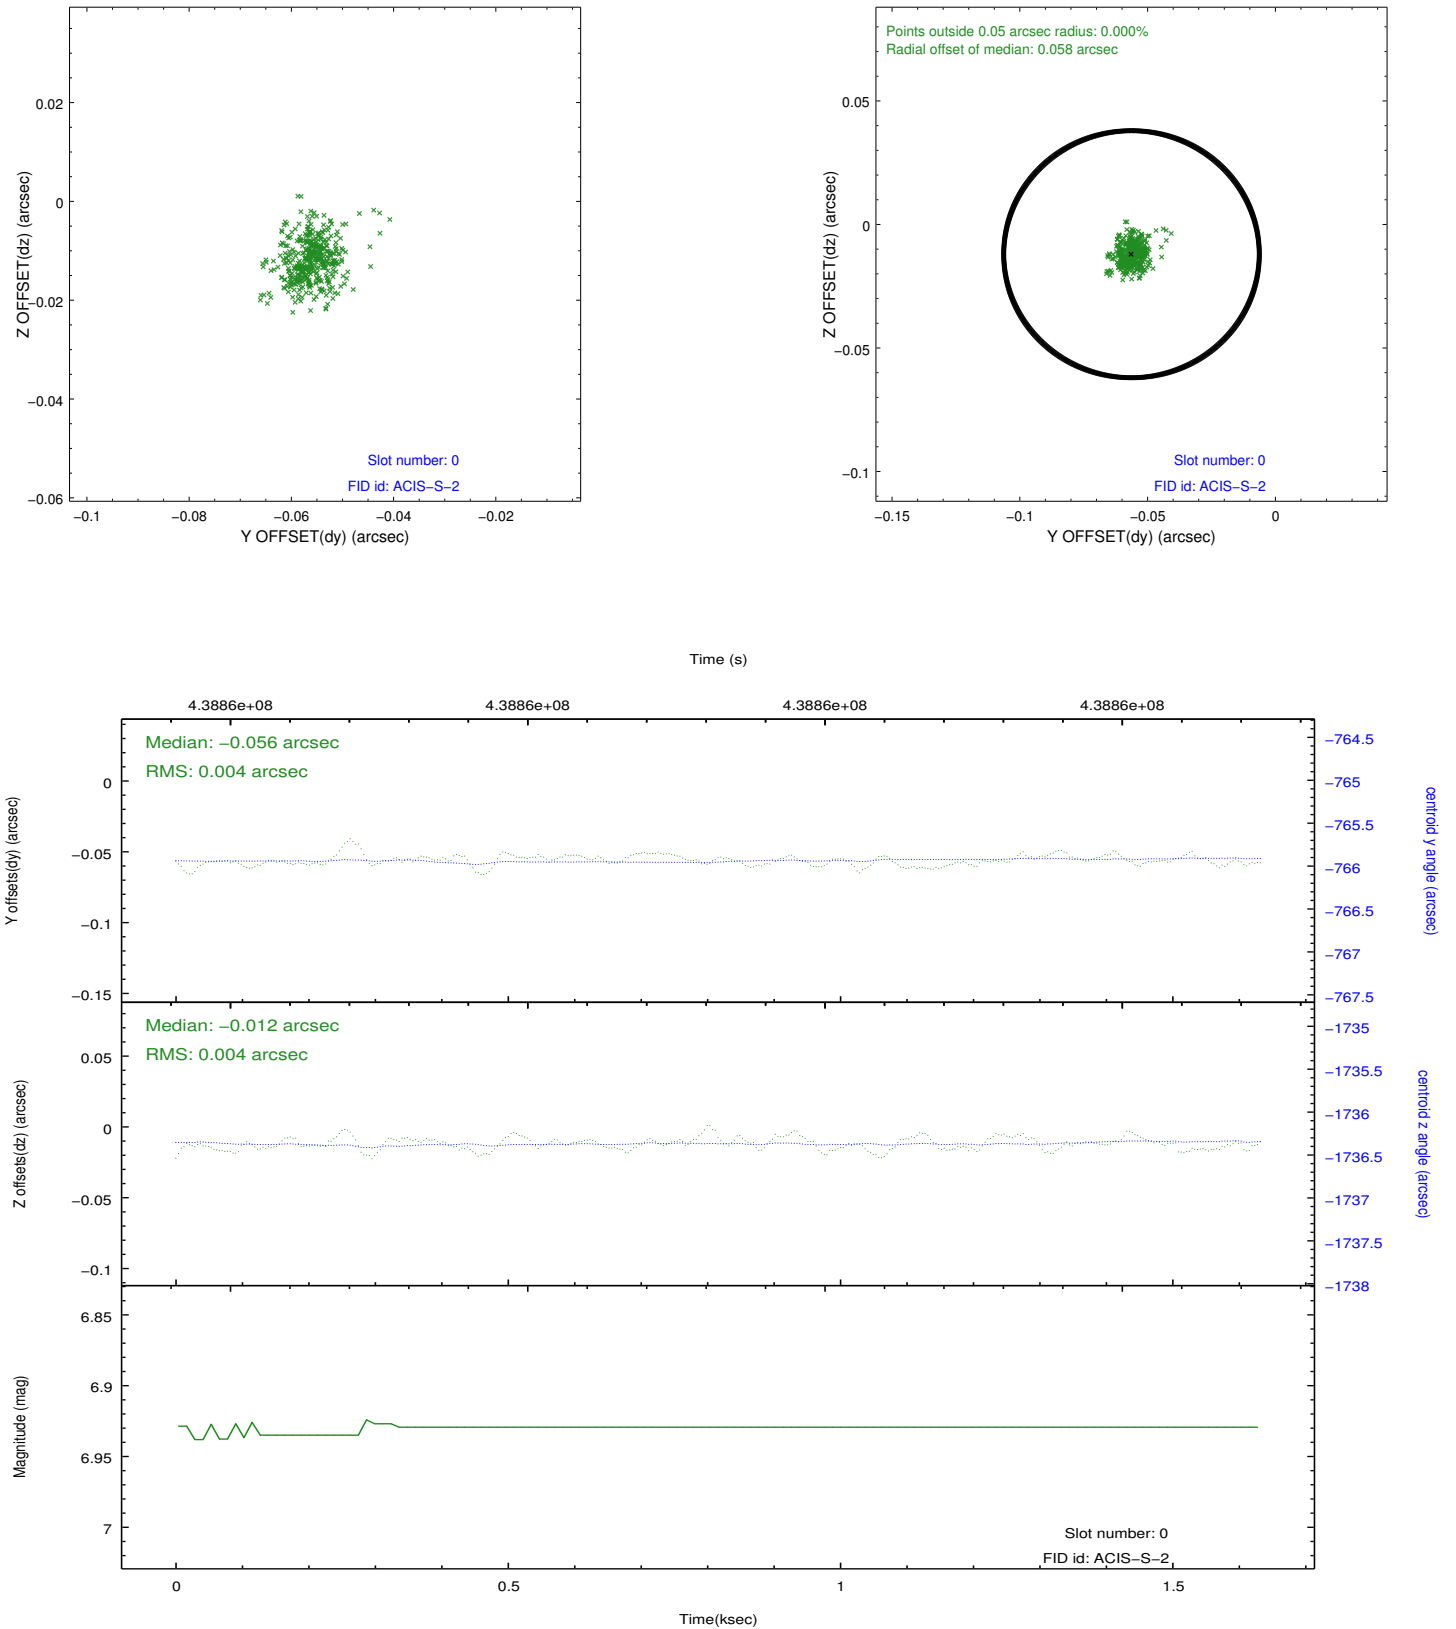 0.02
0
−0.02
−0.04
−0.06
Z OFFSET(dz) (arcsec)
Slot number: 0
FID id: ACIS−S−2
−0.1
−0.08
−0.06
−0.04
−0.02
Y OFFSET(dy) (arcsec)
Points outside 0.05 arcsec radius: 0.000%
Radial offset of median: 0.058 arcsec
0.05
0
−0.05
−0.1
Z OFFSET(dz) (arcsec)
Slot number: 0
FID id: ACIS−S−2
−0.15
−0.1
−0.05
0
Y OFFSET(dy) (arcsec)
Time (s)
4.3886e+08
4.3886e+08
4.3886e+08
4.3886e+08
Median: −0.056 arcsec
RMS: 0.004 arcsec
0
−0.05
−0.1
−0.15
Y offsets(dy) (arcsec)
−764.5
−765
−765.5
−766
−766.5
−767
−767.5
centroid y angle (arcsec)
Median: −0.012 arcsec
RMS: 0.004 arcsec
0.05
0
−0.05
−0.1
Z offsets(dz) (arcsec)
−1735
−1735.5
−1736
−1736.5
−1737
−1737.5
−1738
centroid z angle (arcsec)
6.85
6.9
6.95
7
Magnitude (mag)
Slot number: 0
FID id: ACIS−S−2
0
0.5
1
1.5
Time(ksec)